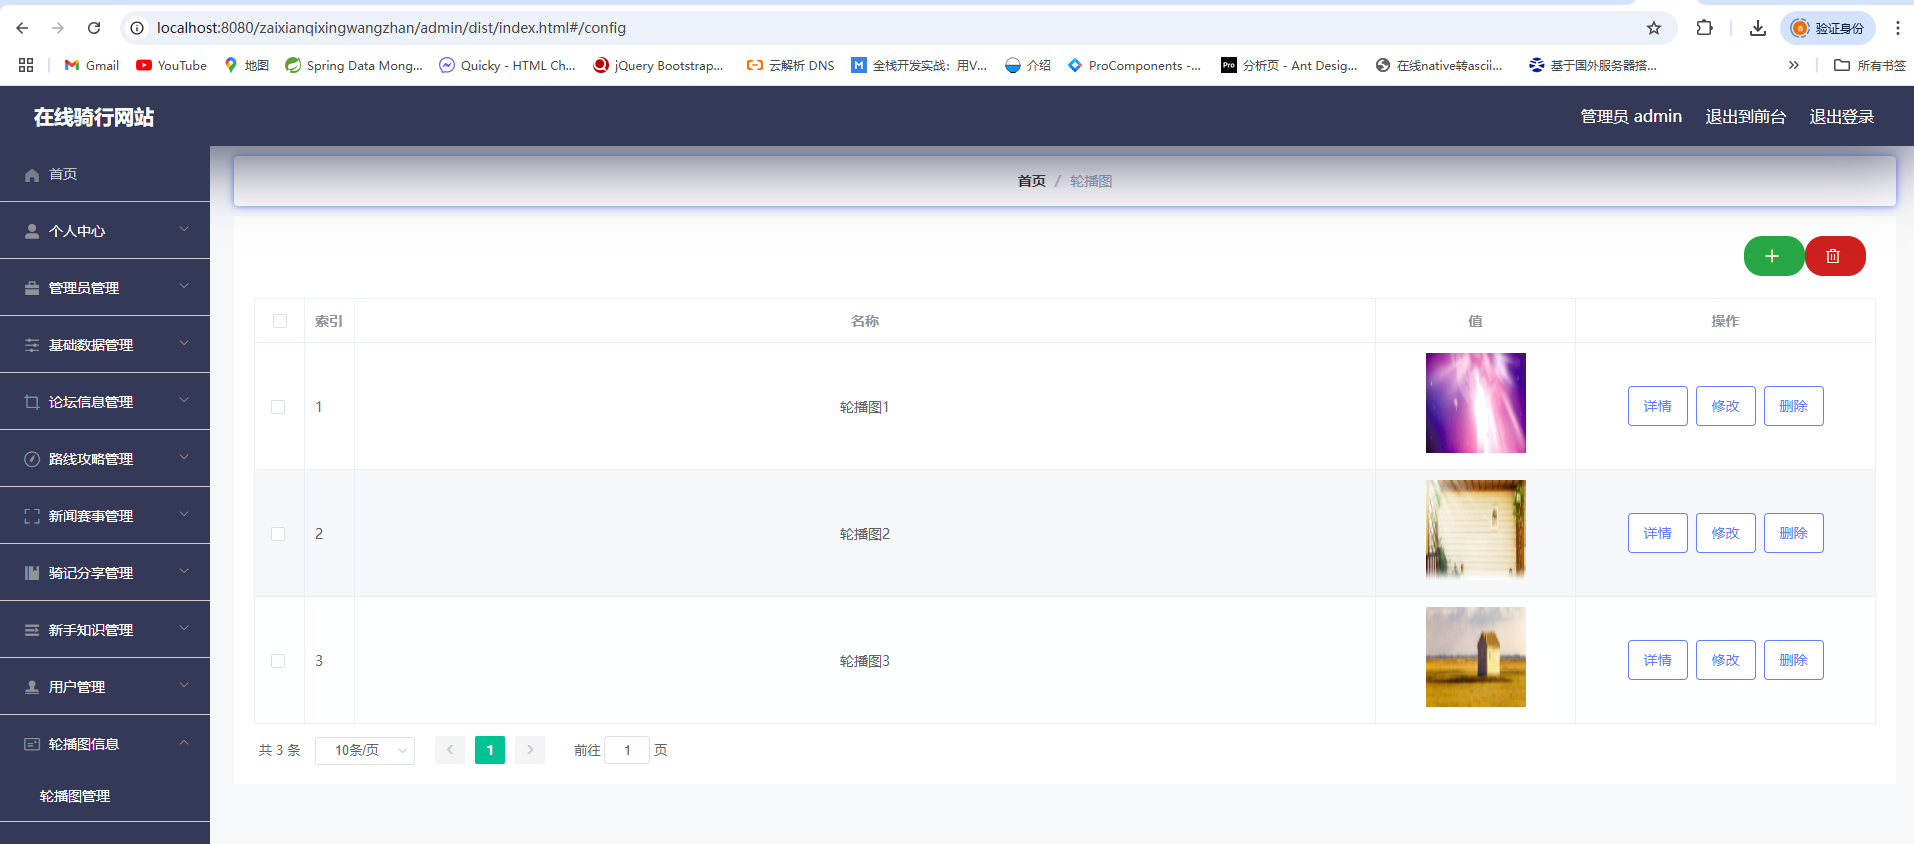 localhost:8080/zaixianqixingwangzhan/admin/dist/index.html#/config
验证身份
Gmail YouTube 地图 Spring Data Mong... Quicky - HTML Ch... jQuery Bootstrap... 云解析 DNS 全栈开发实战：用V... 介绍 ProComponents -... Pro 分析页 - Ant Desig... 在线native转ascii... 基于国外服务器搭... 所有书签
在线骑行网站
管理员 admin 退出到前台 退出登录
首页
个人中心
管理员管理
基础数据管理
论坛信息管理
路线攻略管理
新闻赛事管理
骑记分享管理
新手知识管理
用户管理
轮播图信息
轮播图管理
首页 / 轮播图
索引 名称 值 操作
1 轮播图1 详情 修改 删除
2 轮播图2 详情 修改 删除
3 轮播图3 详情 修改 删除
共 3 条 10条/页 1 前往 1 页